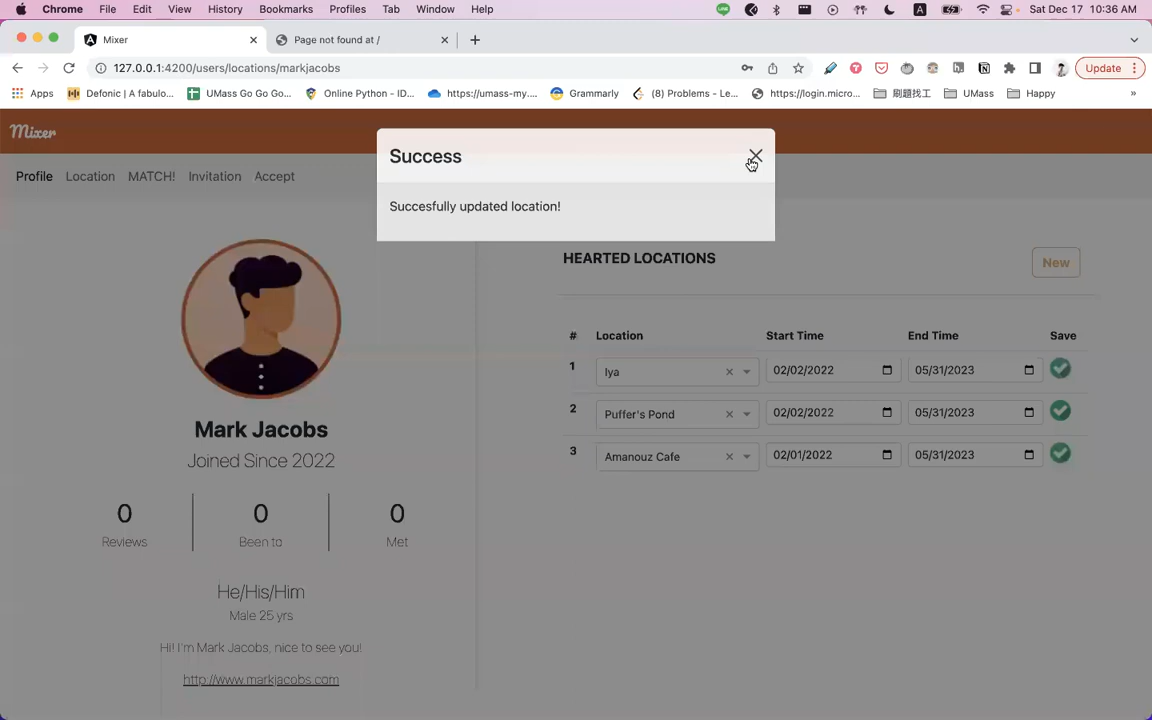 Chrome File Edit View History Bookmarks Profiles Tab Window Help
Sat Dec 17 10:36 AM
Mixer
Page not found at /
127.0.0.1:4200/users/locations/markjacobs
Update
Apps
Defonic | A fabulo...
UMass Go Go Go...
Online Python - ID...
https://umass-my....
Grammarly
(8) Problems - Le...
https://login.micro...
刷題找工
UMass
Happy
»
Mixer
Profile Location MATCH! Invitation Accept
Success
Succesfully updated location!
Mark Jacobs
Joined Since 2022
0 0 0
Reviews Been to Met
He/His/Him
Male 25 yrs
Hi! I'm Mark Jacobs, nice to see you!
http://www.markjacobs.com
HEARTED LOCATIONS
New
# Location Start Time End Time Save
1 Iya 02/02/2022 05/31/2023
2 Puffer's Pond 02/02/2022 05/31/2023
3 Amanouz Cafe 02/01/2022 05/31/2023